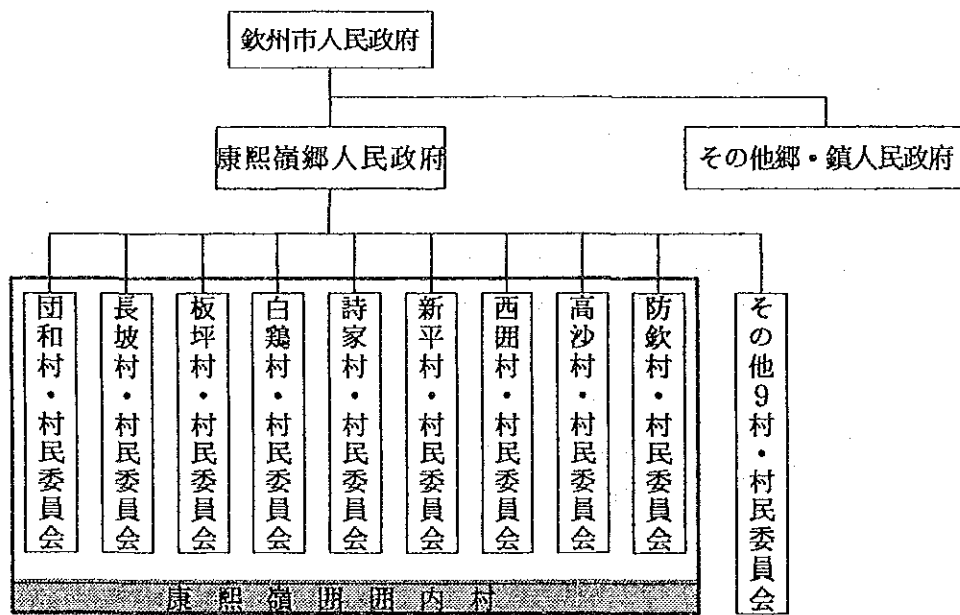 欽州市人民政府
康熙嶺郷人民政府
その他郷・鎮人民政府
団和村・村民委員会
長坡村・村民委員会
板坪村・村民委員会
白鶏村・村民委員会
詩家村・村民委員会
新平村・村民委員会
西囲村・村民委員会
高沙村・村民委員会
防欽村・村民委員会
その他9村・村民委員会
康熙嶺囲囲内村